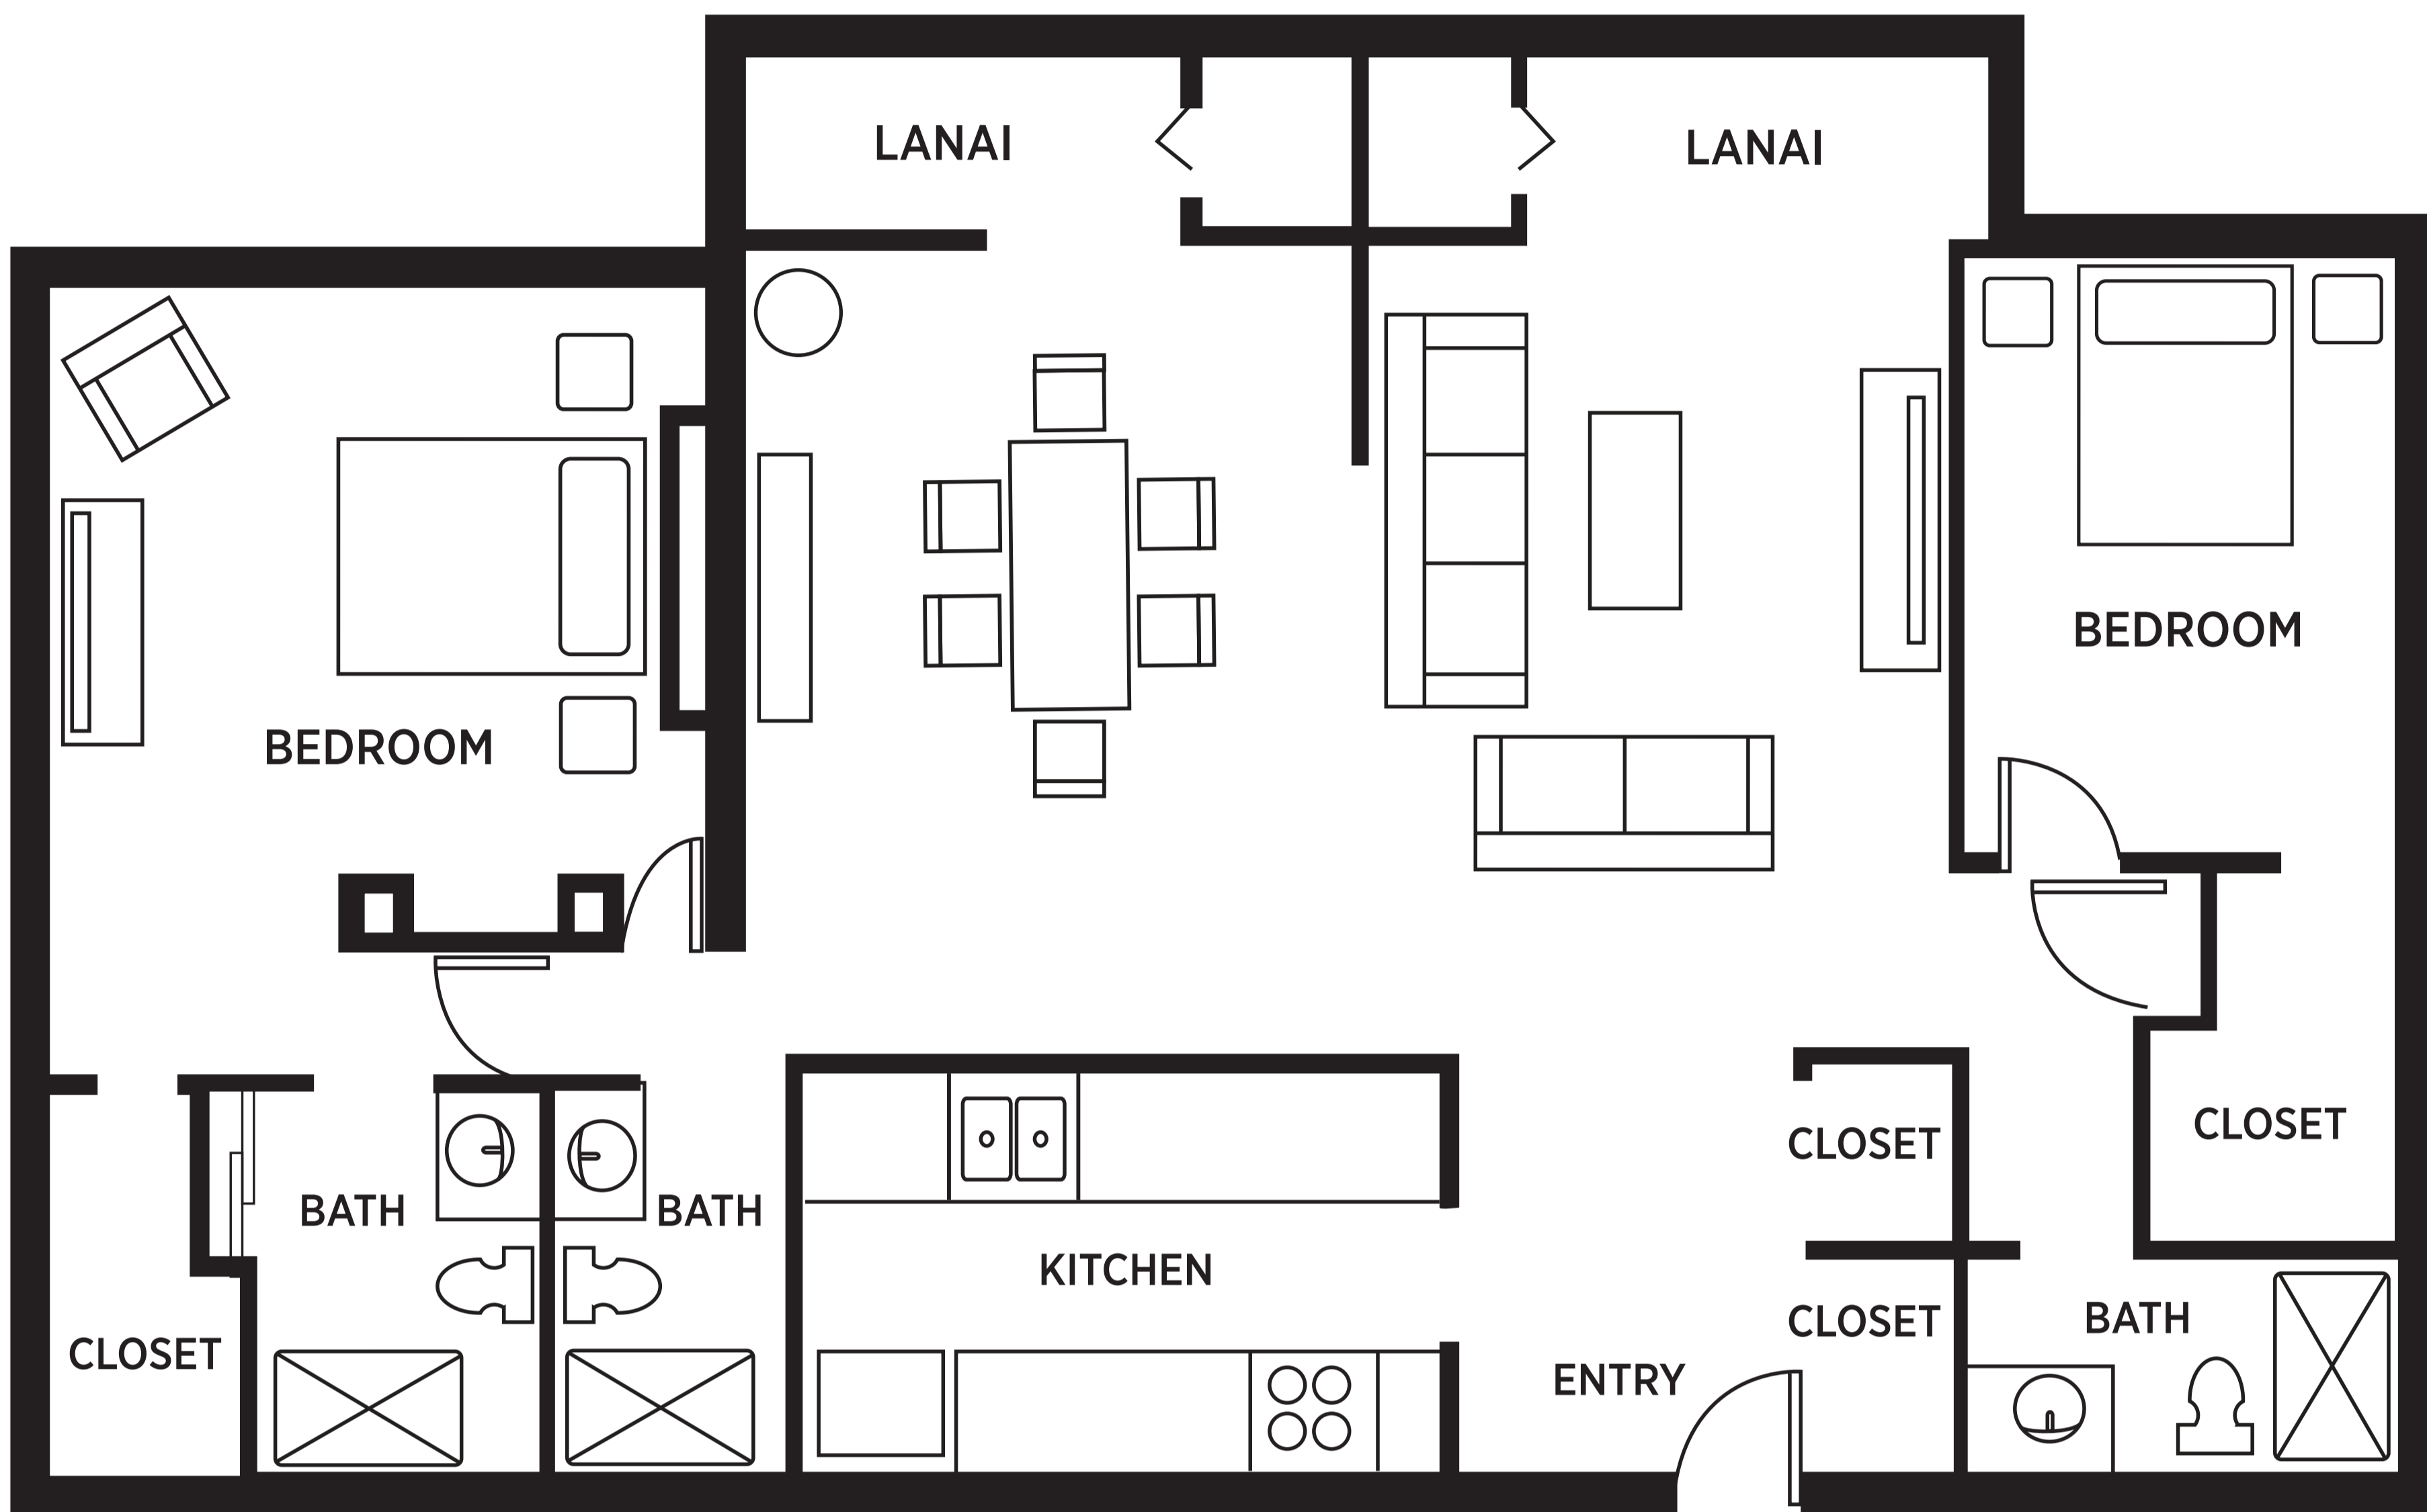 LANAI
LANAI
BEDROOM
BEDROOM
CLOSET
CLOSET
BATH
BATH
KITCHEN
CLOSET
BATH
CLOSET
ENTRY